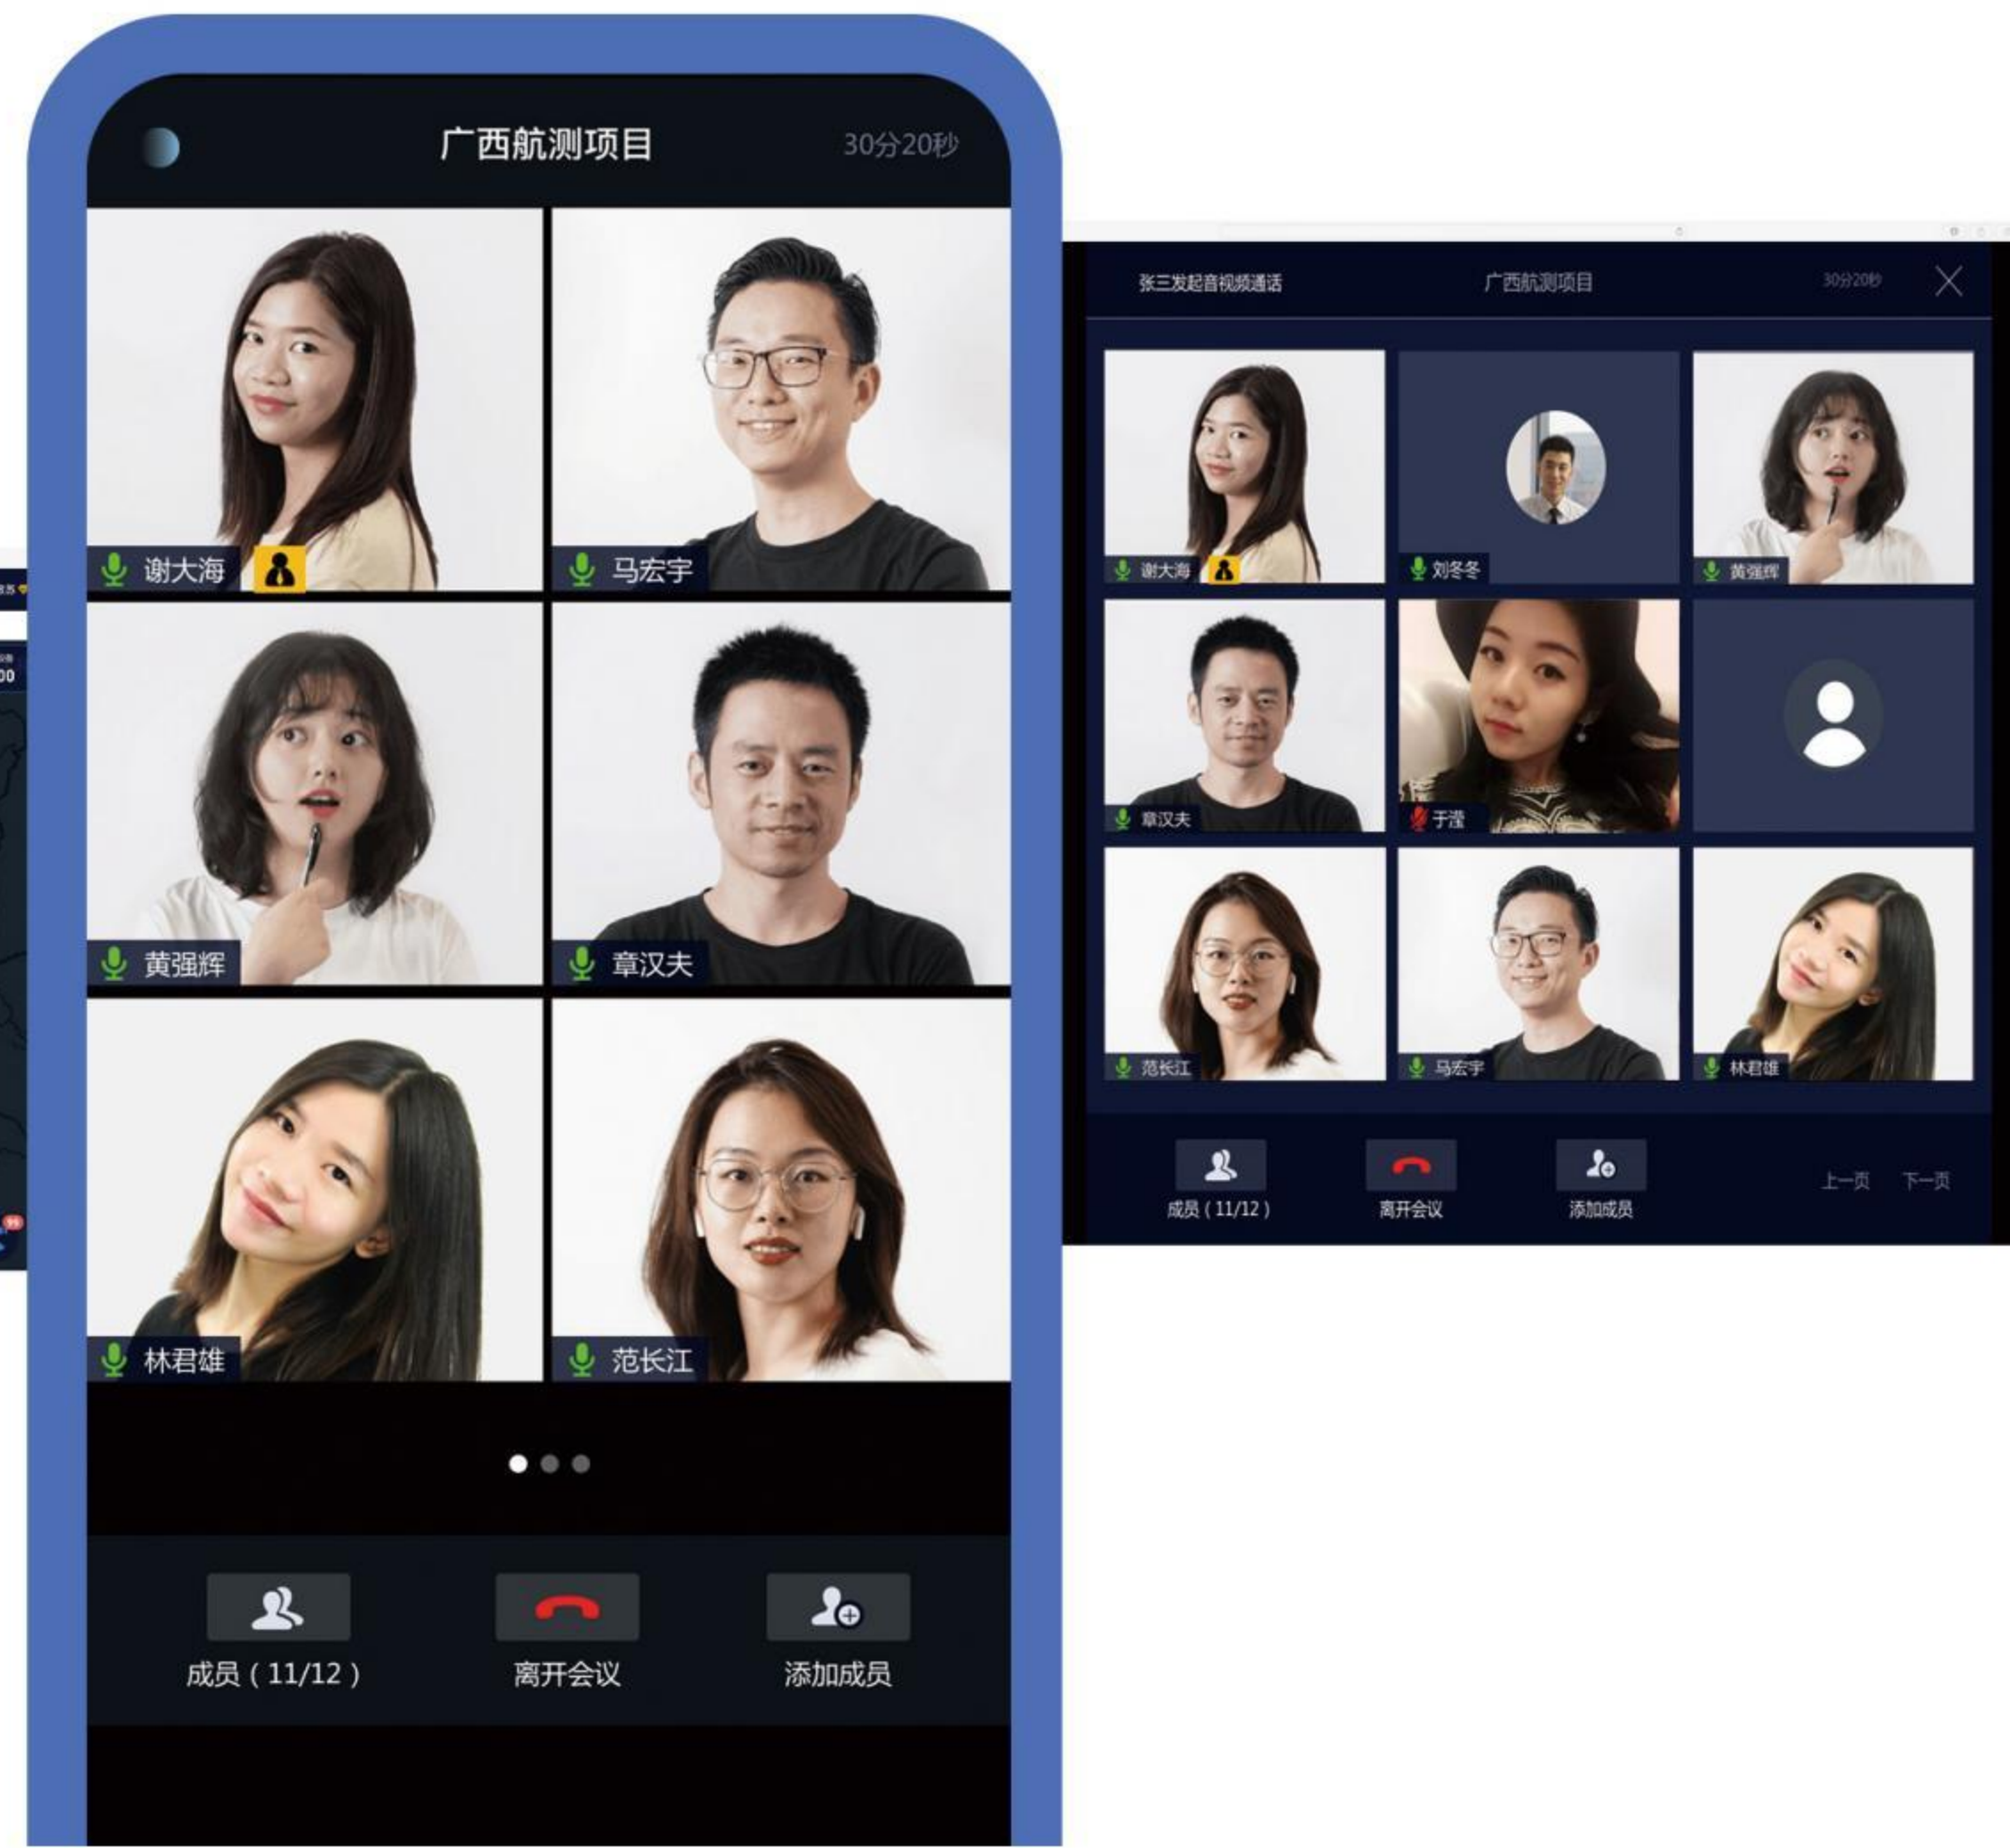 广西航测项目
30分20秒
谢大海
马宏宇
黄强辉
章汉夫
林君雄
范长江
成员（11/12）
离开会议
添加成员
张三发起音视频通话
广西航测项目
30分20秒
谢大海
刘冬冬
黄强辉
章汉夫
于滢
范长江
马宏宇
林君雄
成员（11/12）
离开会议
添加成员
上一页
下一页
99